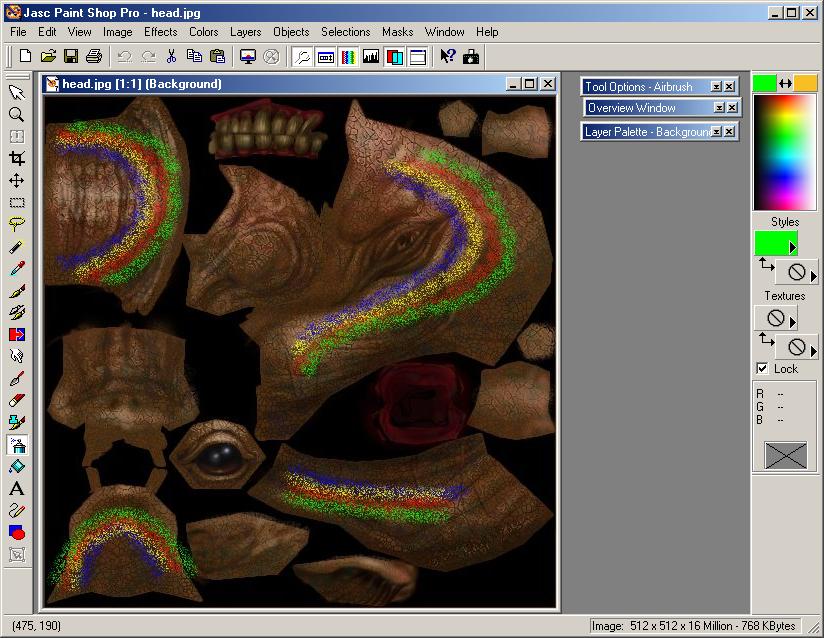 Jasc Paint Shop Pro - head.jpg
File Edit View Image Effects Colors Layers Objects Selections Masks Window Help
head.jpg [1:1] (Background)
Tool Options - Airbrush
Overview Window
Layer Palette - Background
Styles
Textures
Lock
R --
G --
B --
A
(475, 190)
Image: 512 x 512 x 16 Million - 768 KBytes